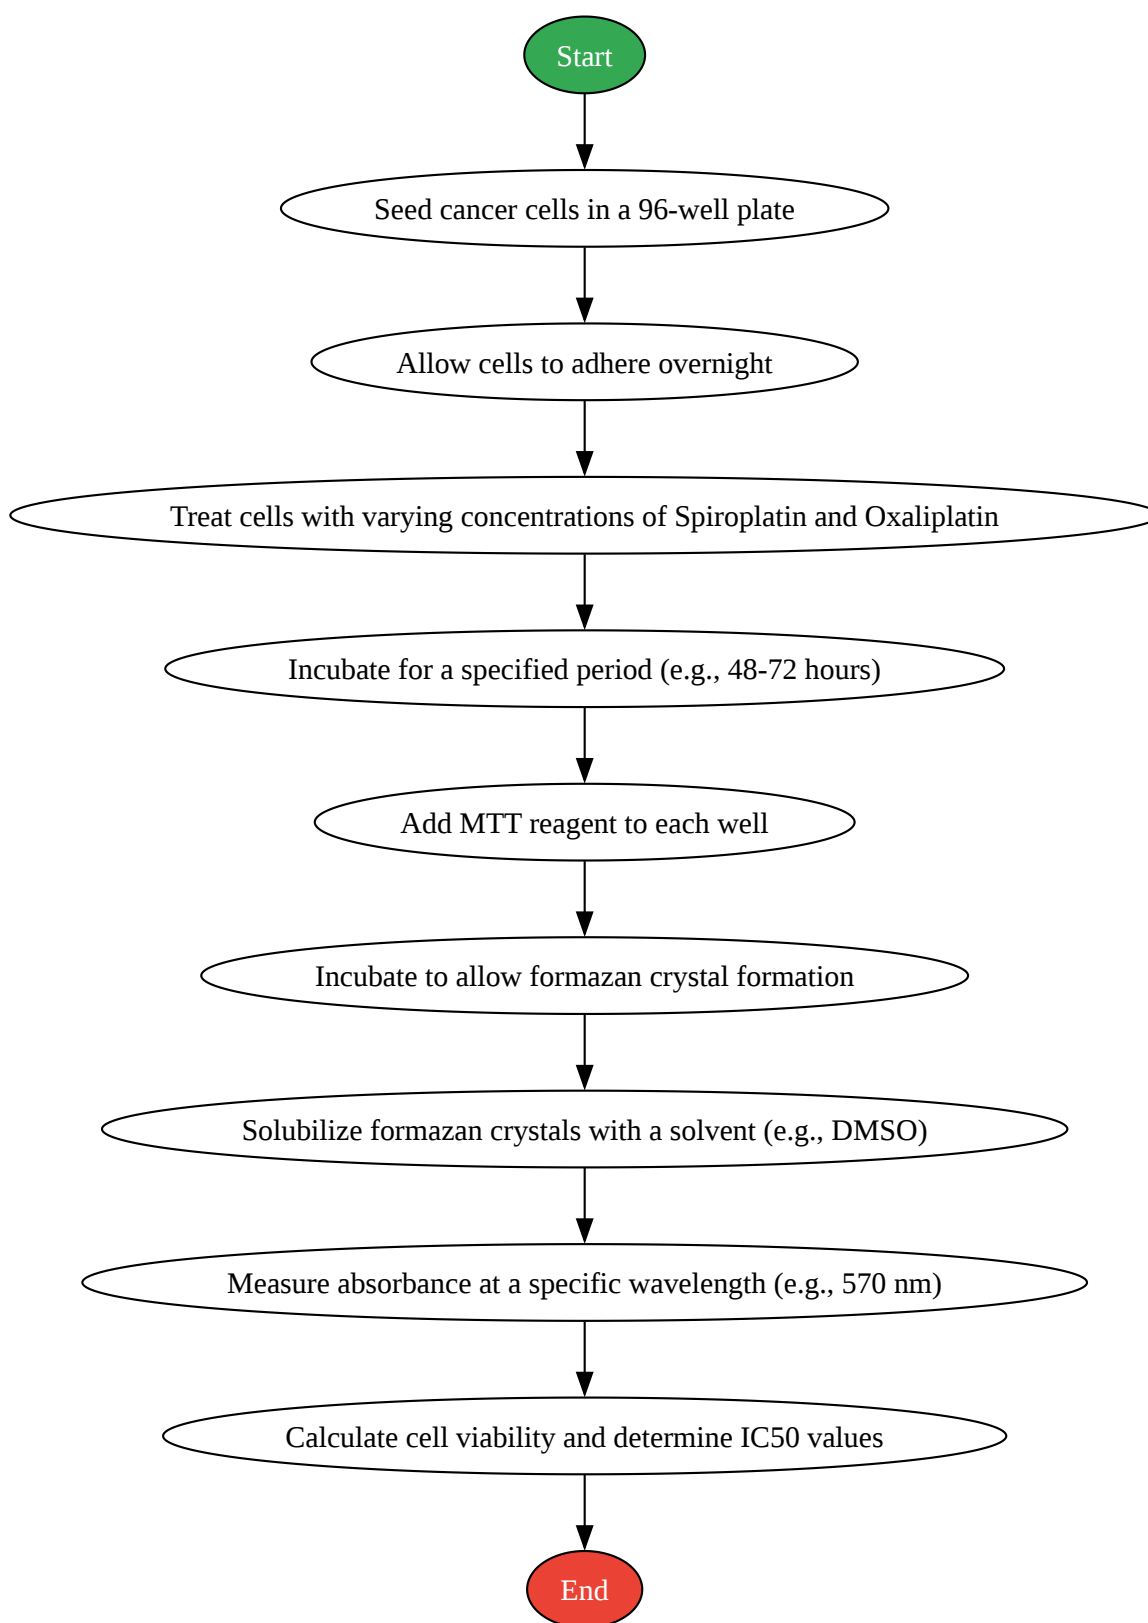 Start
Seed cancer cells in a 96-well plate
Allow cells to adhere overnight
Treat cells with varying concentrations of Spiroplatin and Oxaliplatin
Incubate for a specified period (e.g., 48-72 hours)
Add MTT reagent to each well
Incubate to allow formazan crystal formation
Solubilize formazan crystals with a solvent (e.g., DMSO)
Measure absorbance at a specific wavelength (e.g., 570 nm)
Calculate cell viability and determine IC50 values
End